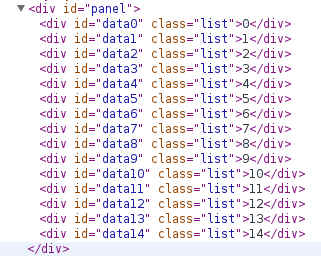 ▼<div id="panel">
<div id="data0" class="list">0</div>
<div id="data1" class="list">1</div>
<div id="data2" class="list">2</div>
<div id="data3" class="list">3</div>
<div id="data4" class="list">4</div>
<div id="data5" class="list">5</div>
<div id="data6" class="list">6</div>
<div id="data7" class="list">7</div>
<div id="data8" class="list">8</div>
<div id="data9" class="list">9</div>
<div id="data10" class="list">10</div>
<div id="data11" class="list">11</div>
<div id="data12" class="list">12</div>
<div id="data13" class="list">13</div>
<div id="data14" class="list">14</div>
</div>